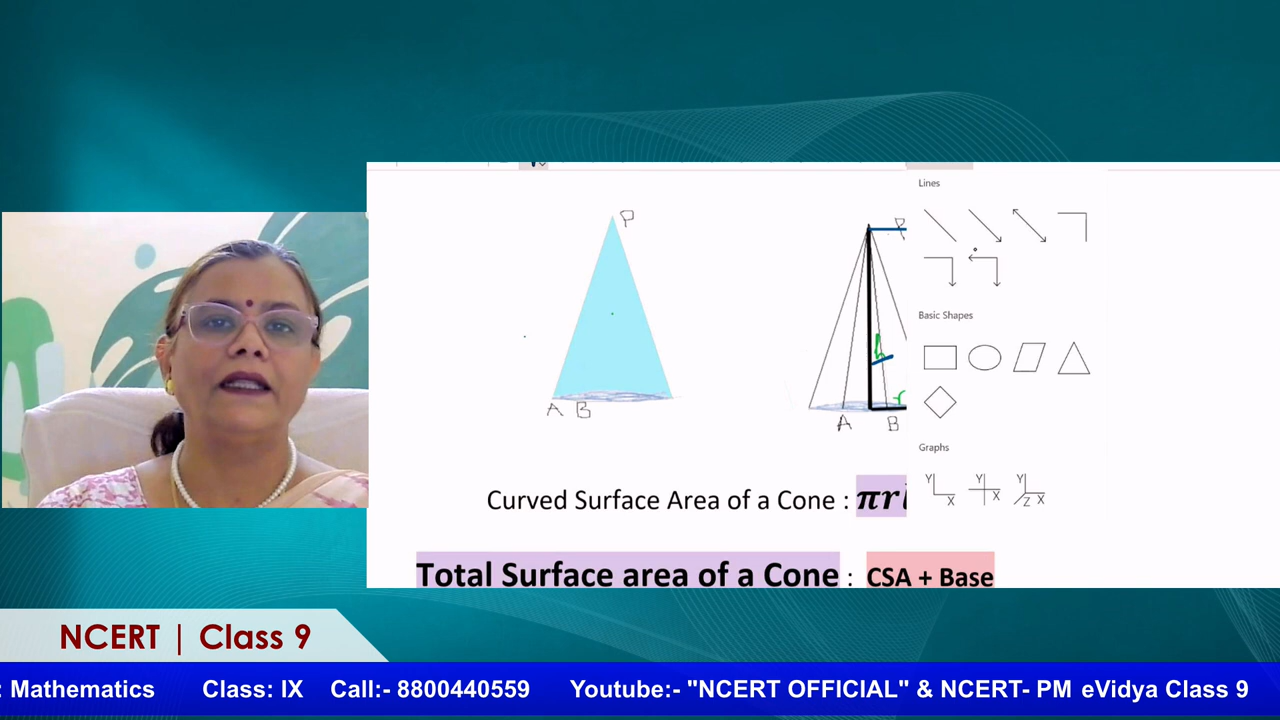 Lines
P
Basic Shapes
h
r
A B
A
B
Graphs
Y
X
Y
X
Y
Z X
Curved Surface Area of a Cone : πrl
Total Surface area of a Cone : CSA + Base
NCERT | Class 9
: Mathematics Class: IX Call:- 8800440559 Youtube:- "NCERT OFFICIAL" & NCERT- PM eVidya Class 9